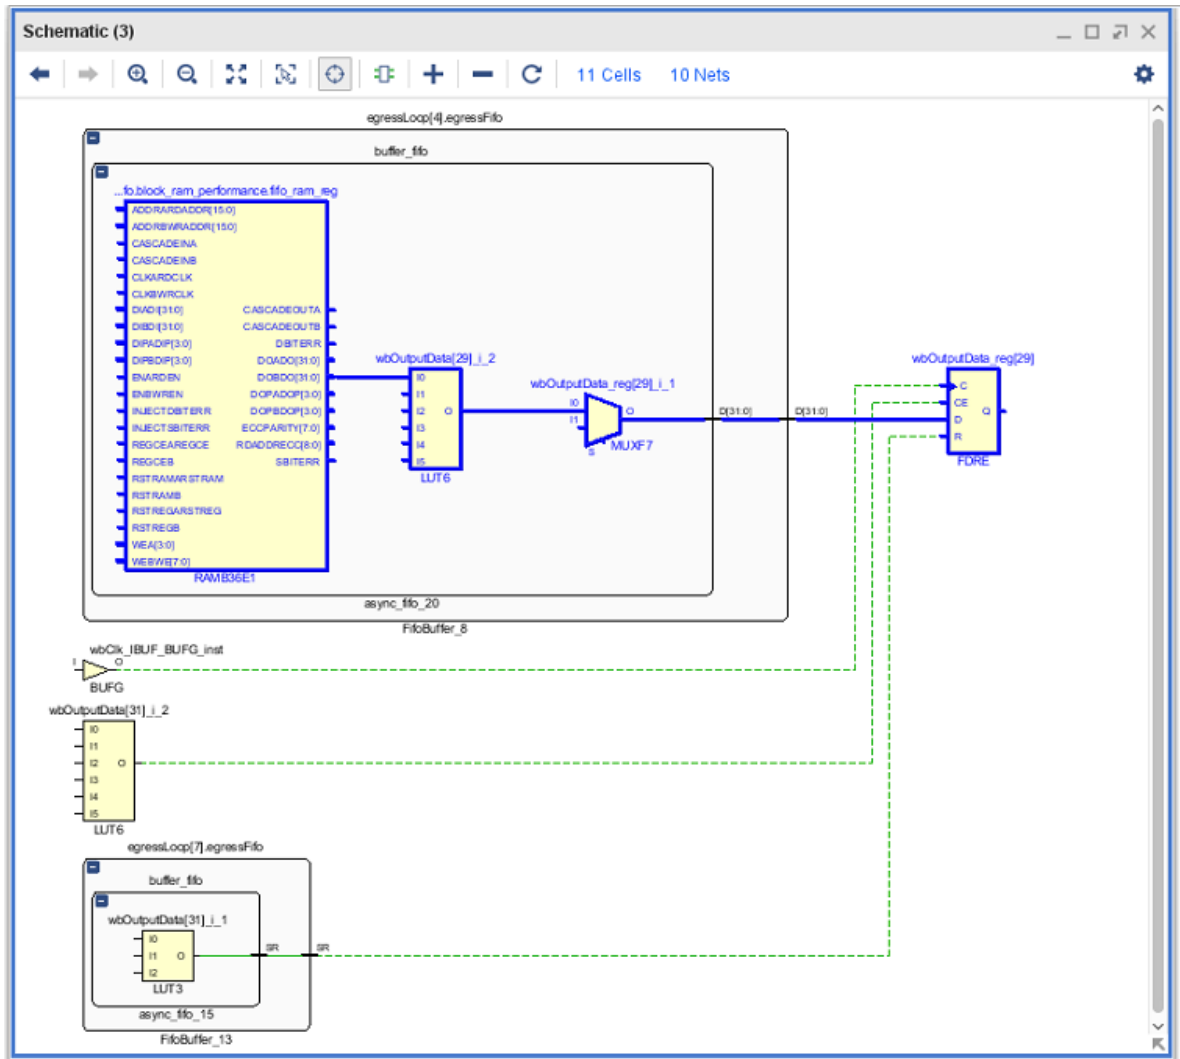 Schematic (3)
11 Cells 10 Nets
egressLoop[4].egressFifo
buffer_fifo
...fo.block_ram_performance.fifo_ram_reg
ADDRARDADDR[15:0]
ADDRBWRADDR[15:0]
CASCADEINA
CASCADEINB
CLKARDCLK
CLKBWRCLK
DIADI[31:0] CASCADEOUTA
DIBDI[31:0] CASCADEOUTB
DIPADIP[3:0] DBITERR
DIPBDIP[3:0] DOADO[31:0]
ENARDEN DOBDO[31:0]
ENBWREN DOPADOP[3:0]
INJECTDBITERR DOPBDOP[3:0]
INJECTSBITERR ECCPARITY[7:0]
REGCEAREGCE RDADDRECC[8:0]
REGCEB SBITERR
RSTRAMARSTRAM
RSTRAMB
RSTREGARSTREG
RSTREGB
WEA[3:0]
WEBWE[7:0]
RAMB36E1
wbOutputData[29]_i_2
I0
I1
I2 O
I3
I4
I5
LUT6
wbOutputData_reg[29]_i_1
I0
I1 O
S
MUXF7
D[31:0] D[31:0]
wbOutputData_reg[29]
C
CE
D Q
R
FDRE
async_fifo_20
FifoBuffer_8
wbClk_IBUF_BUFG_inst
I O
BUFG
wbOutputData[31]_i_2
I0
I1
I2 O
I3
I4
I5
LUT6
egressLoop[7].egressFifo
buffer_fifo
wbOutputData[31]_i_1
I0
I1 O
I2
LUT3
SR SR
async_fifo_15
FifoBuffer_13